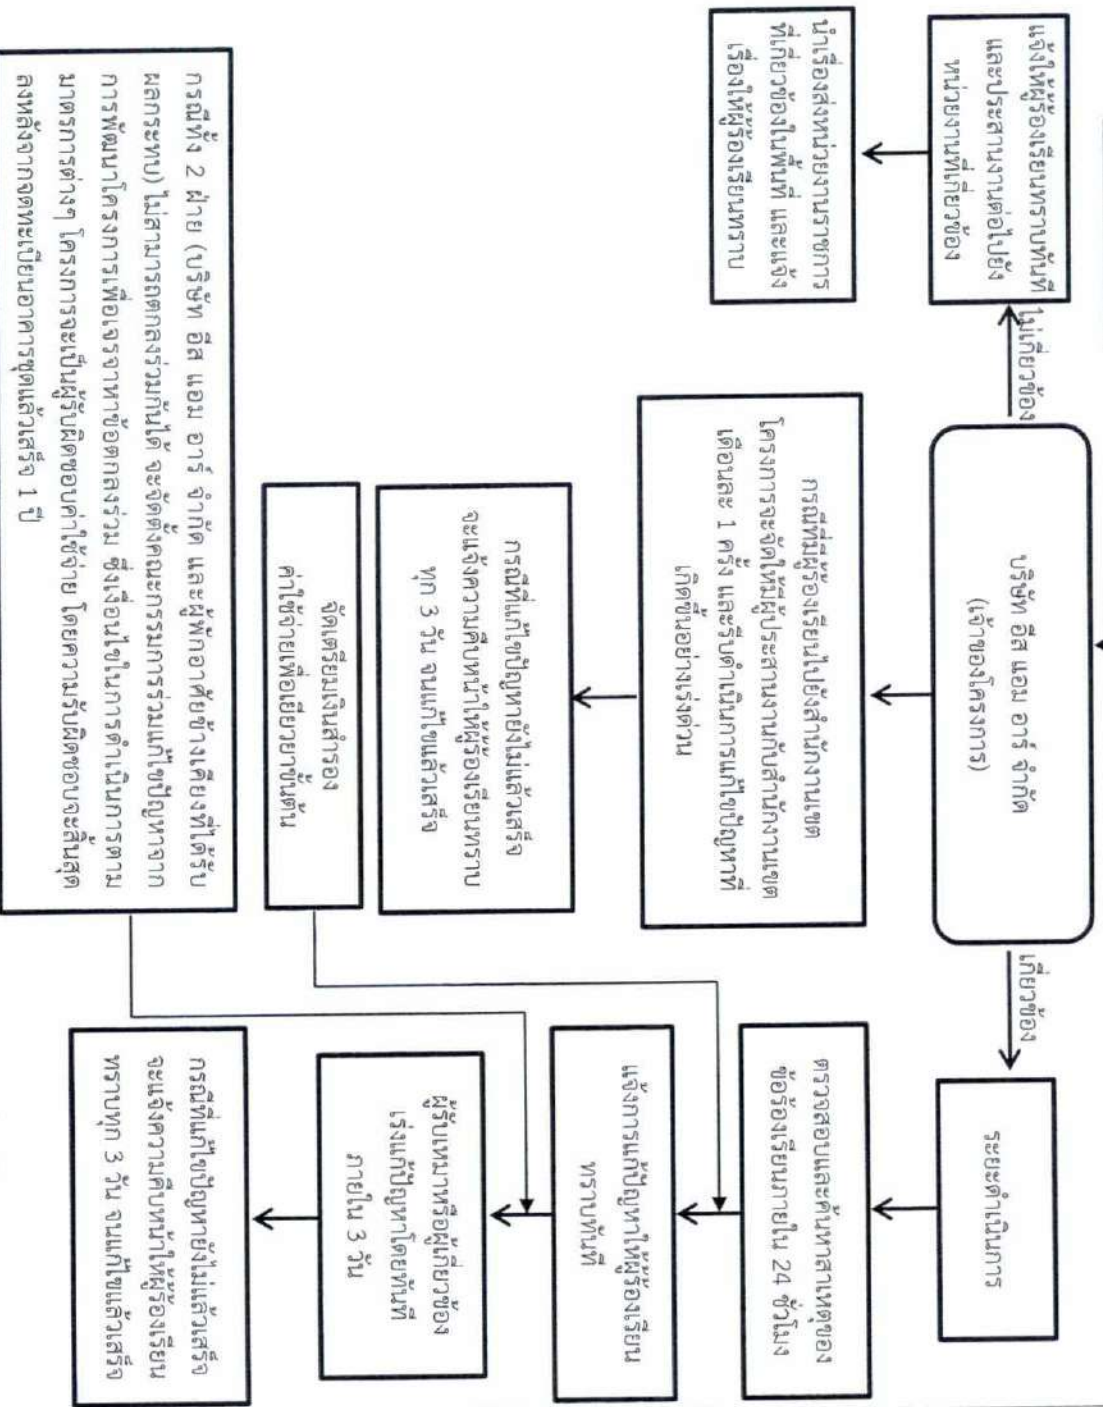 บริษัท อีส แอม อาร์ จำกัด
(เจ้าของโครงการ)
ไม่เกี่ยวข้อง
เกี่ยวข้อง
แจ้งให้ผู้ร้องเรียนทราบทันที
และประสานงานต่อไปยัง
หน่วยงานที่เกี่ยวข้อง
นำเรื่องส่งหน่วยงานราชการ
ที่เกี่ยวข้องในพื้นที่ และแจ้ง
เรื่องให้ผู้ร้องเรียนทราบ
กรณีที่มีผู้ร้องเรียนไปยังสำนักงานเขต
โครงการจะจัดให้มีผู้ประสานงานกับสำนักงานเขต
เดือนละ 1 ครั้ง และรีบดำเนินการแก้ไขปัญหาที่
เกิดขึ้นอย่างเร่งด่วน
กรณีที่แก้ไขปัญหายังไม่แล้วเสร็จ
จะแจ้งความคืบหน้าให้ผู้ร้องเรียนทราบ
ทุก 3 วัน จนแก้ไขแล้วเสร็จ
จัดเตรียมเงินสำรอง
ค่าใช้จ่ายเพื่อเยียวยาขั้นต้น
กรณีทั้ง 2 ฝ่าย (บริษัท อีส แอม อาร์ จำกัด และผู้พักอาศัยข้างเคียงที่ได้รับ
ผลกระทบ) ไม่สามารถตกลงร่วมกันได้ จะจัดตั้งคณะกรรมการร่วมแก้ไขปัญหาจาก
การพัฒนาโครงการเพื่อเจรจาหาข้อตกลงร่วม ซึ่งเงื่อนไขในการดำเนินการตาม
มาตรการต่างๆ โครงการจะเป็นผู้รับผิดชอบค่าใช้จ่าย โดยความรับผิดชอบจะสิ้นสุด
ลงหลังจากจดทะเบียนอาคารชุดแล้วเสร็จ 1 ปี
ระยะดำเนินการ
ตรวจสอบและค้นหาสาเหตุของ
ข้อร้องเรียนภายใน 24 ชั่วโมง
แจ้งการแก้ปัญหาให้ผู้ร้องเรียน
ทราบทันที
ผู้รับเหมาหรือผู้เกี่ยวข้อง
เร่งแก้ปัญหาโดยทันที
ภายใน 3 วัน
กรณีที่แก้ไขปัญหายังไม่แล้วเสร็จ
จะแจ้งความคืบหน้าให้ผู้ร้องเรียน
ทราบทุก 3 วัน จนแก้ไขแล้วเสร็จ